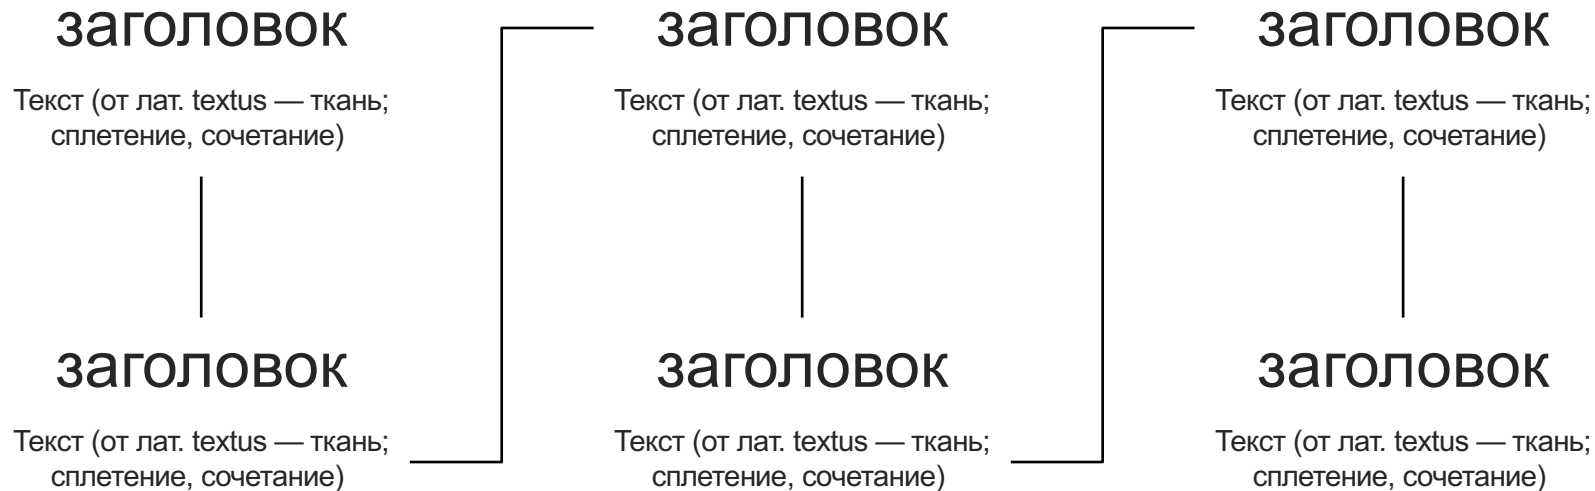 заголовок
Текст (от лат. textus — ткань;
сплетение, сочетание)
заголовок
Текст (от лат. textus — ткань;
сплетение, сочетание)
заголовок
Текст (от лат. textus — ткань;
сплетение, сочетание)
заголовок
Текст (от лат. textus — ткань;
сплетение, сочетание)
заголовок
Текст (от лат. textus — ткань;
сплетение, сочетание)
заголовок
Текст (от лат. textus — ткань;
сплетение, сочетание)